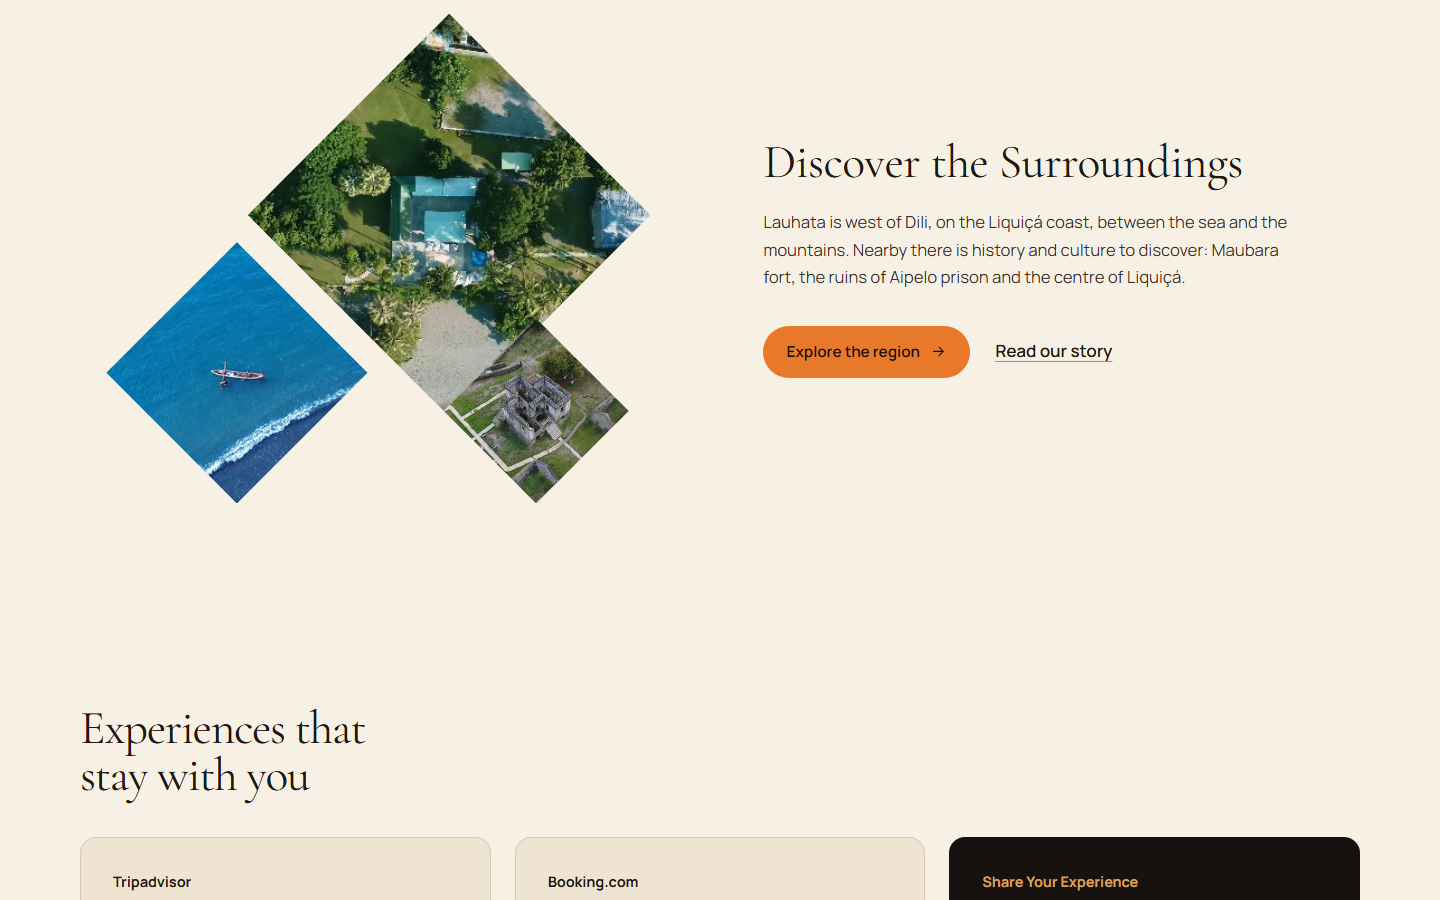 Discover the Surroundings
Lauhata is west of Dili, on the Liquiçá coast, between the sea and the
mountains. Nearby there is history and culture to discover: Maubara
fort, the ruins of Aipelo prison and the centre of Liquiçá.
Explore the region →
Read our story
Experiences that
stay with you
Tripadvisor
Booking.com
Share Your Experience